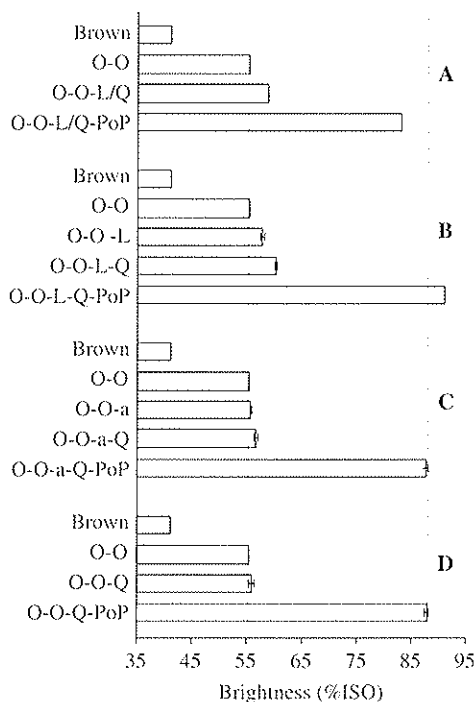 Brown
O-O
O-O-L/Q
O-O-L/Q-PoP
A
Brown
O-O
O-O -L
O-O-L-Q
O-O-L-Q-PoP
B
Brown
O-O
O-O-a
O-O-a-Q
O-O-a-Q-PoP
C
Brown
O-O
O-O-Q
O-O-Q-PoP
D
35 45 55 65 75 85 95
Brightness (%ISO)